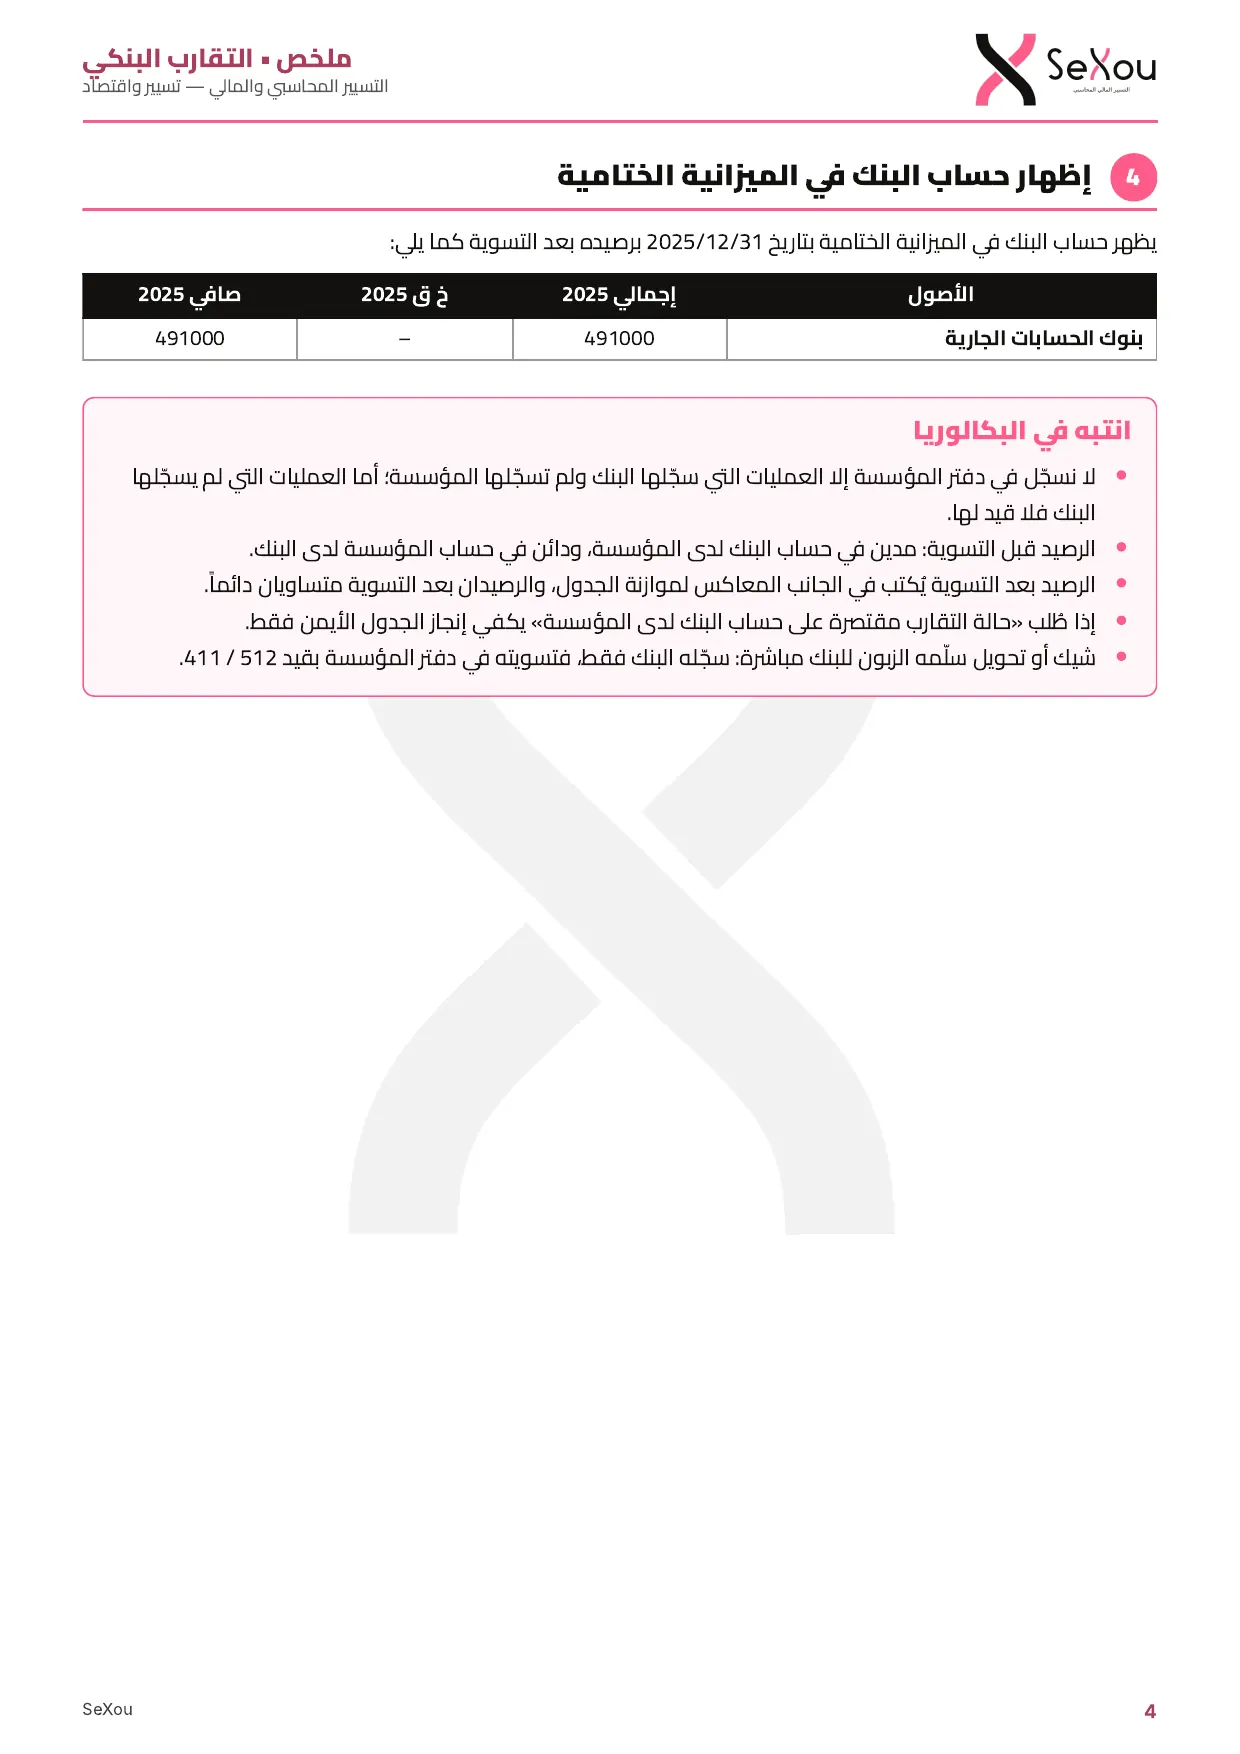 SeXou
التسيير المالي المحاسبي
ملخص ▪ التقارب البنكي
التسيير المحاسبي والمالي — تسيير واقتصاد
4 إظهار حساب البنك في الميزانية الختامية
يظهر حساب البنك في الميزانية الختامية بتاريخ 2025/12/31 برصيده بعد التسوية كما يلي:
الأصول إجمالي 2025 خ ق 2025 صافي 2025
بنوك الحسابات الجارية 491000 – 491000
انتبه في البكالوريا
• لا نسجّل في دفتر المؤسسة إلا العمليات التي سجّلها البنك ولم تسجّلها المؤسسة؛ أما العمليات التي لم يسجّلها
البنك فلا قيد لها.
• الرصيد قبل التسوية: مدين في حساب البنك لدى المؤسسة، ودائن في حساب المؤسسة لدى البنك.
• الرصيد بعد التسوية يُكتب في الجانب المعاكس لموازنة الجدول، والرصيدان بعد التسوية متساويان دائماً.
• إذا طُلب «حالة التقارب مقتصرة على حساب البنك لدى المؤسسة» يكفي إنجاز الجدول الأيمن فقط.
• شيك أو تحويل سلّمه الزبون للبنك مباشرة: سجّله البنك فقط، فتسويته في دفتر المؤسسة بقيد 512 / 411.
SeXou
4